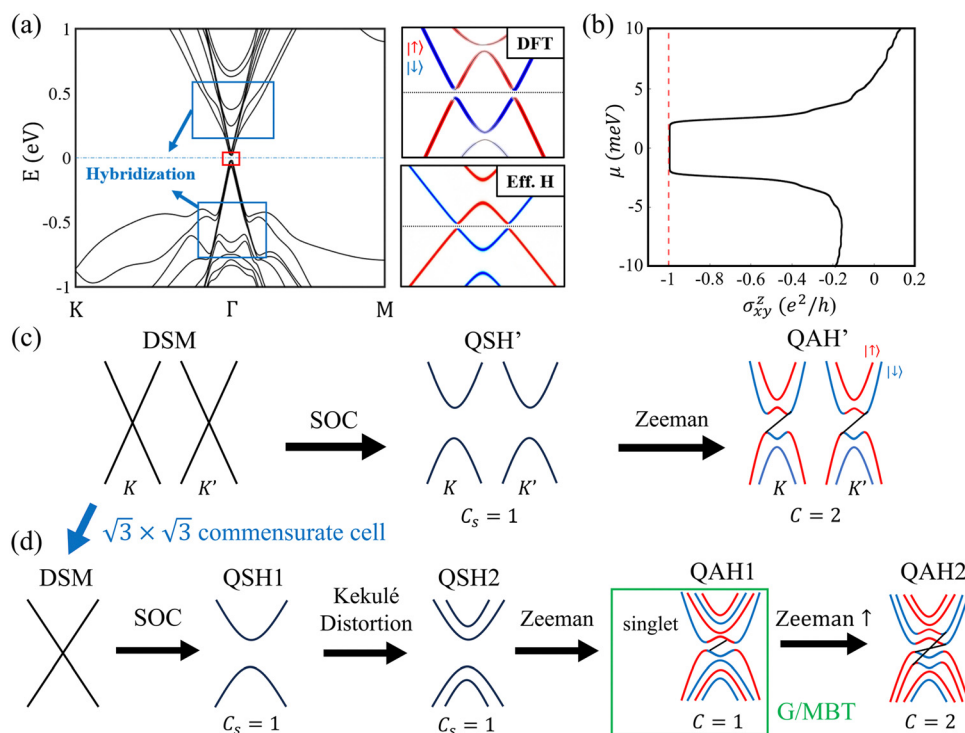 (a)
1
0.5
0
-0.5
-1
E (eV)
Hybridization
K
Γ
M
|↑⟩
|↓⟩
DFT
Eff. H
(b)
10
5
0
-5
-10
μ (meV)
-1
-0.8
-0.6
-0.4
-0.2
0
0.2
σ^z_xy (e²/h)
(c)
DSM
K
K'
SOC
QSH'
K
K'
C_s = 1
Zeeman
QAH'
|↑⟩
|↓⟩
K
K'
C = 2
√3 × √3 commensurate cell
(d)
DSM
SOC
QSH1
C_s = 1
Kekulé
Distortion
QSH2
C_s = 1
Zeeman
QAH1
singlet
C = 1
G/MBT
Zeeman ↑
QAH2
C = 2